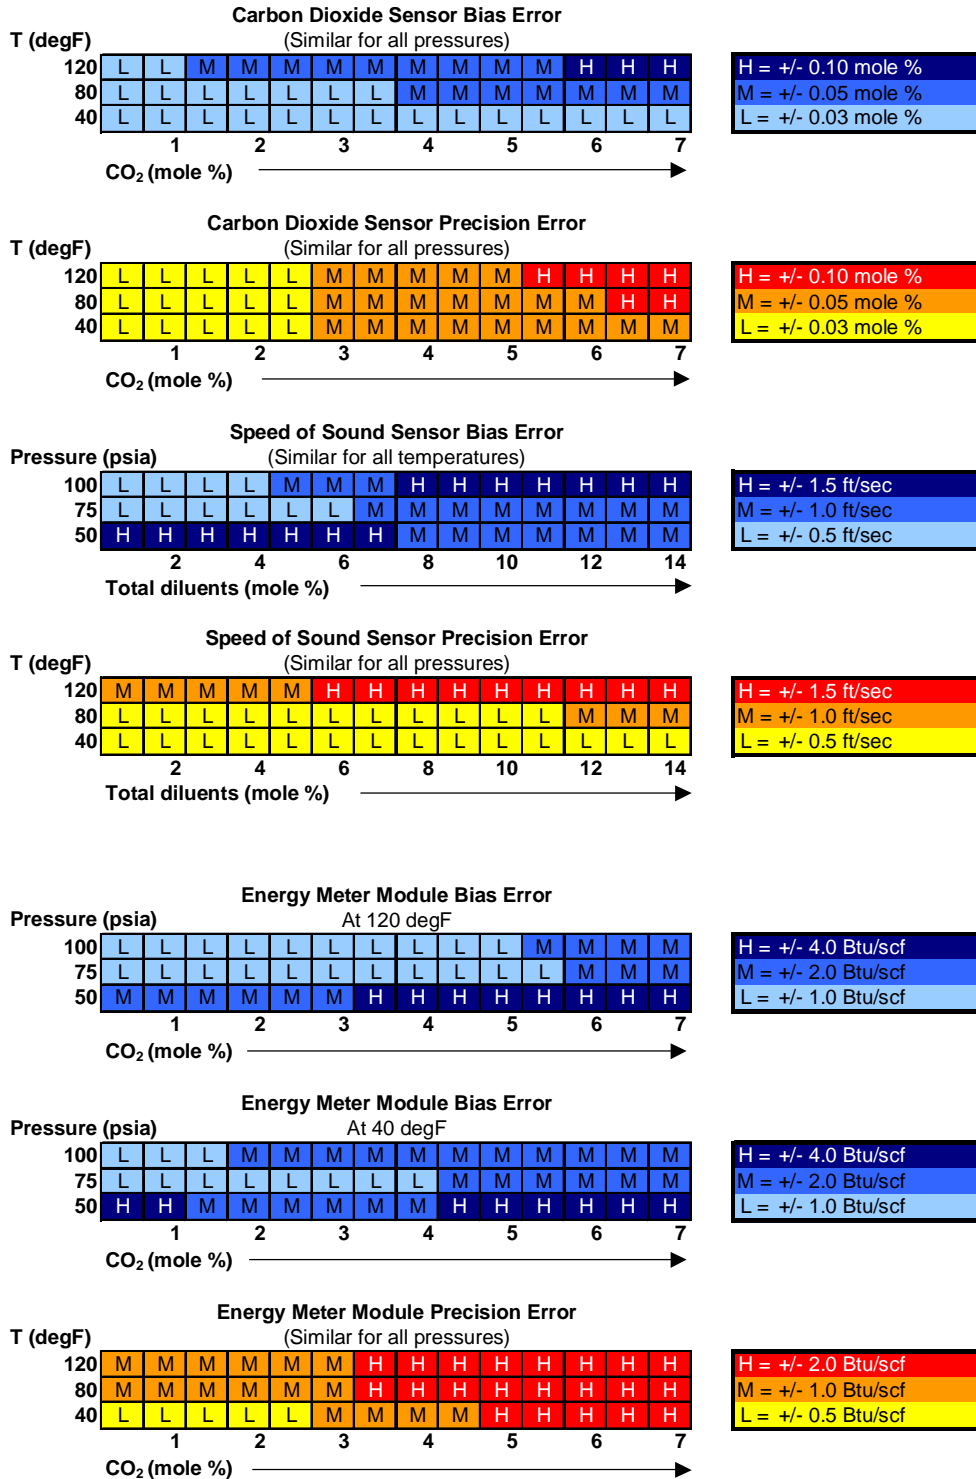 Carbon Dioxide Sensor Bias Error
T (degF) (Similar for all pressures)
120 L L M M M M M M M M M H H H H = +/- 0.10 mole %
80 L L L L L L L M M M M M M M M = +/- 0.05 mole %
40 L L L L L L L L L L L L L L L = +/- 0.03 mole %
1 2 3 4 5 6 7
CO2 (mole %)
Carbon Dioxide Sensor Precision Error
T (degF) (Similar for all pressures)
120 L L L L L M M M M M H H H H H = +/- 0.10 mole %
80 L L L L L M M M M M M M H H M = +/- 0.05 mole %
40 L L L L L M M M M M M M M M L = +/- 0.03 mole %
1 2 3 4 5 6 7
CO2 (mole %)
Speed of Sound Sensor Bias Error
Pressure (psia) (Similar for all temperatures)
100 L L L L M M M H H H H H H H H = +/- 1.5 ft/sec
75 L L L L L L M M M M M M M M M = +/- 1.0 ft/sec
50 H H H H H H H M M M M M M M L = +/- 0.5 ft/sec
2 4 6 8 10 12 14
Total diluents (mole %)
Speed of Sound Sensor Precision Error
T (degF) (Similar for all pressures)
120 M M M M M H H H H H H H H H H = +/- 1.5 ft/sec
80 L L L L L L L L L L L M M M M = +/- 1.0 ft/sec
40 L L L L L L L L L L L L L L L = +/- 0.5 ft/sec
2 4 6 8 10 12 14
Total diluents (mole %)
Energy Meter Module Bias Error
Pressure (psia) At 120 degF
100 L L L L L L L L L L M M M M H = +/- 4.0 Btu/scf
75 L L L L L L L L L L L M M M M = +/- 2.0 Btu/scf
50 M M M M M M H H H H H H H H L = +/- 1.0 Btu/scf
1 2 3 4 5 6 7
CO2 (mole %)
Energy Meter Module Bias Error
Pressure (psia) At 40 degF
100 L L L M M M M M M M M M M M H = +/- 4.0 Btu/scf
75 L L L L L L L L M M M M M M M = +/- 2.0 Btu/scf
50 H H M M M M M M H H H H H H L = +/- 1.0 Btu/scf
1 2 3 4 5 6 7
CO2 (mole %)
Energy Meter Module Precision Error
T (degF) (Similar for all pressures)
120 M M M M M M H H H H H H H H H = +/- 2.0 Btu/scf
80 M M M M M M H H H H H H H H M = +/- 1.0 Btu/scf
40 L L L L L M M M M H H H H H L = +/- 0.5 Btu/scf
1 2 3 4 5 6 7
CO2 (mole %)